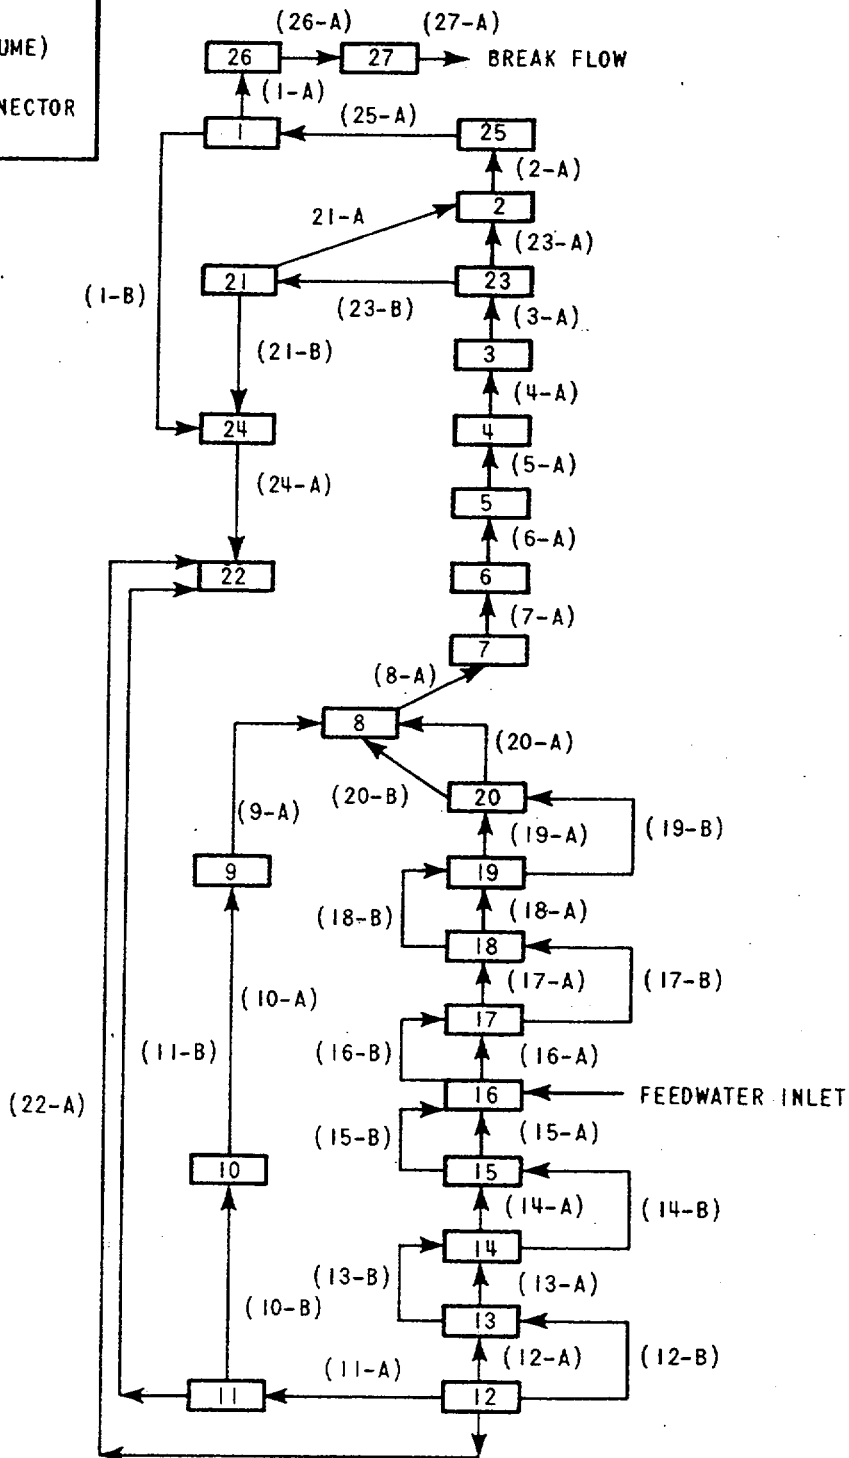 (26-A) (27-A)
UME)
26 27 BREAK FLOW
(1-A)
NECTOR
(25-A)
1 25
(2-A)
21-A 2
(23-A)
21 23
(1-B) (23-B)
(3-A)
(21-B) 3
(4-A)
24 4
(5-A)
(24-A)
5
(6-A)
22 6
(7-A)
7
(8-A)
8
(20-A)
(20-B) 20
(9-A) (19-A) (19-B)
9 19
(18-B) (18-A)
18
(10-A) (17-A) (17-B)
17
(11-B) (16-B) (16-A)
(22-A) 16 FEEDWATER INLET
(15-B) (15-A)
10 15
(14-A) (14-B)
14
(13-B) (13-A)
(10-B) 13
(11-A) (12-A) (12-B)
11 12